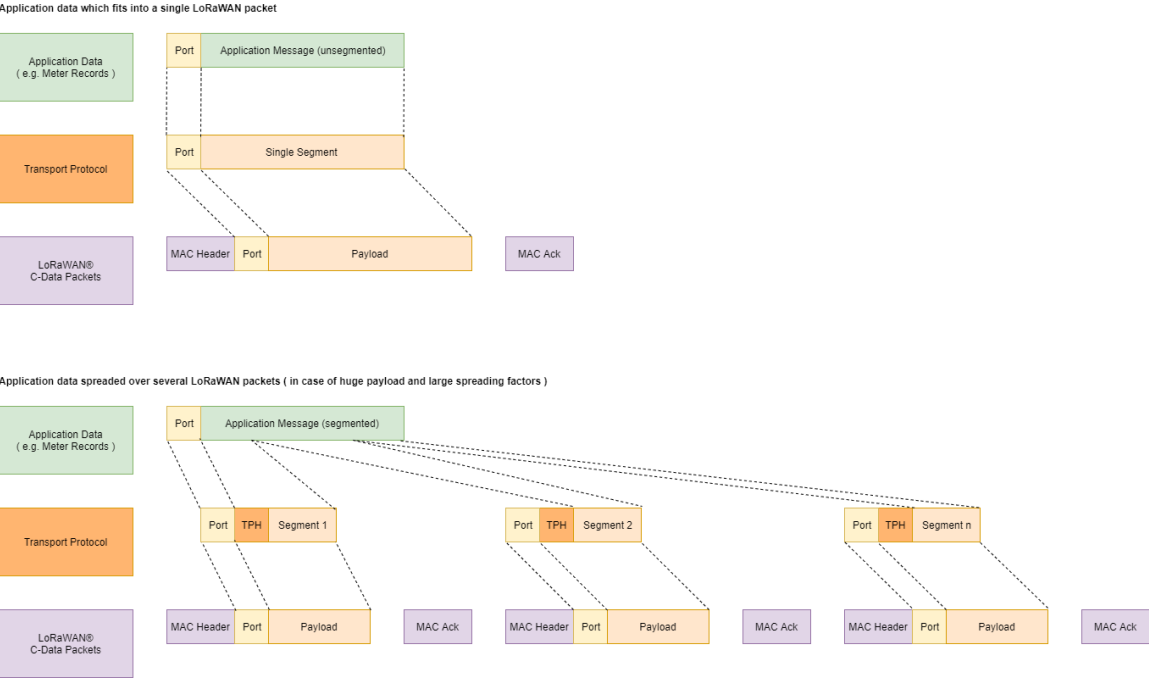 Application data which fits into a single LoRaWAN packet
Application Data
( e.g. Meter Records )
Port
Application Message (unsegmented)
Transport Protocol
Port
Single Segment
LoRaWAN®
C-Data Packets
MAC Header
Port
Payload
MAC Ack
Application data spreaded over several LoRaWAN packets ( in case of huge payload and large spreading factors )
Application Data
( e.g. Meter Records )
Port
Application Message (segmented)
Transport Protocol
Port
TPH
Segment 1
Port
TPH
Segment 2
Port
TPH
Segment n
LoRaWAN®
C-Data Packets
MAC Header
Port
Payload
MAC Ack
MAC Header
Port
Payload
MAC Ack
MAC Header
Port
Payload
MAC Ack